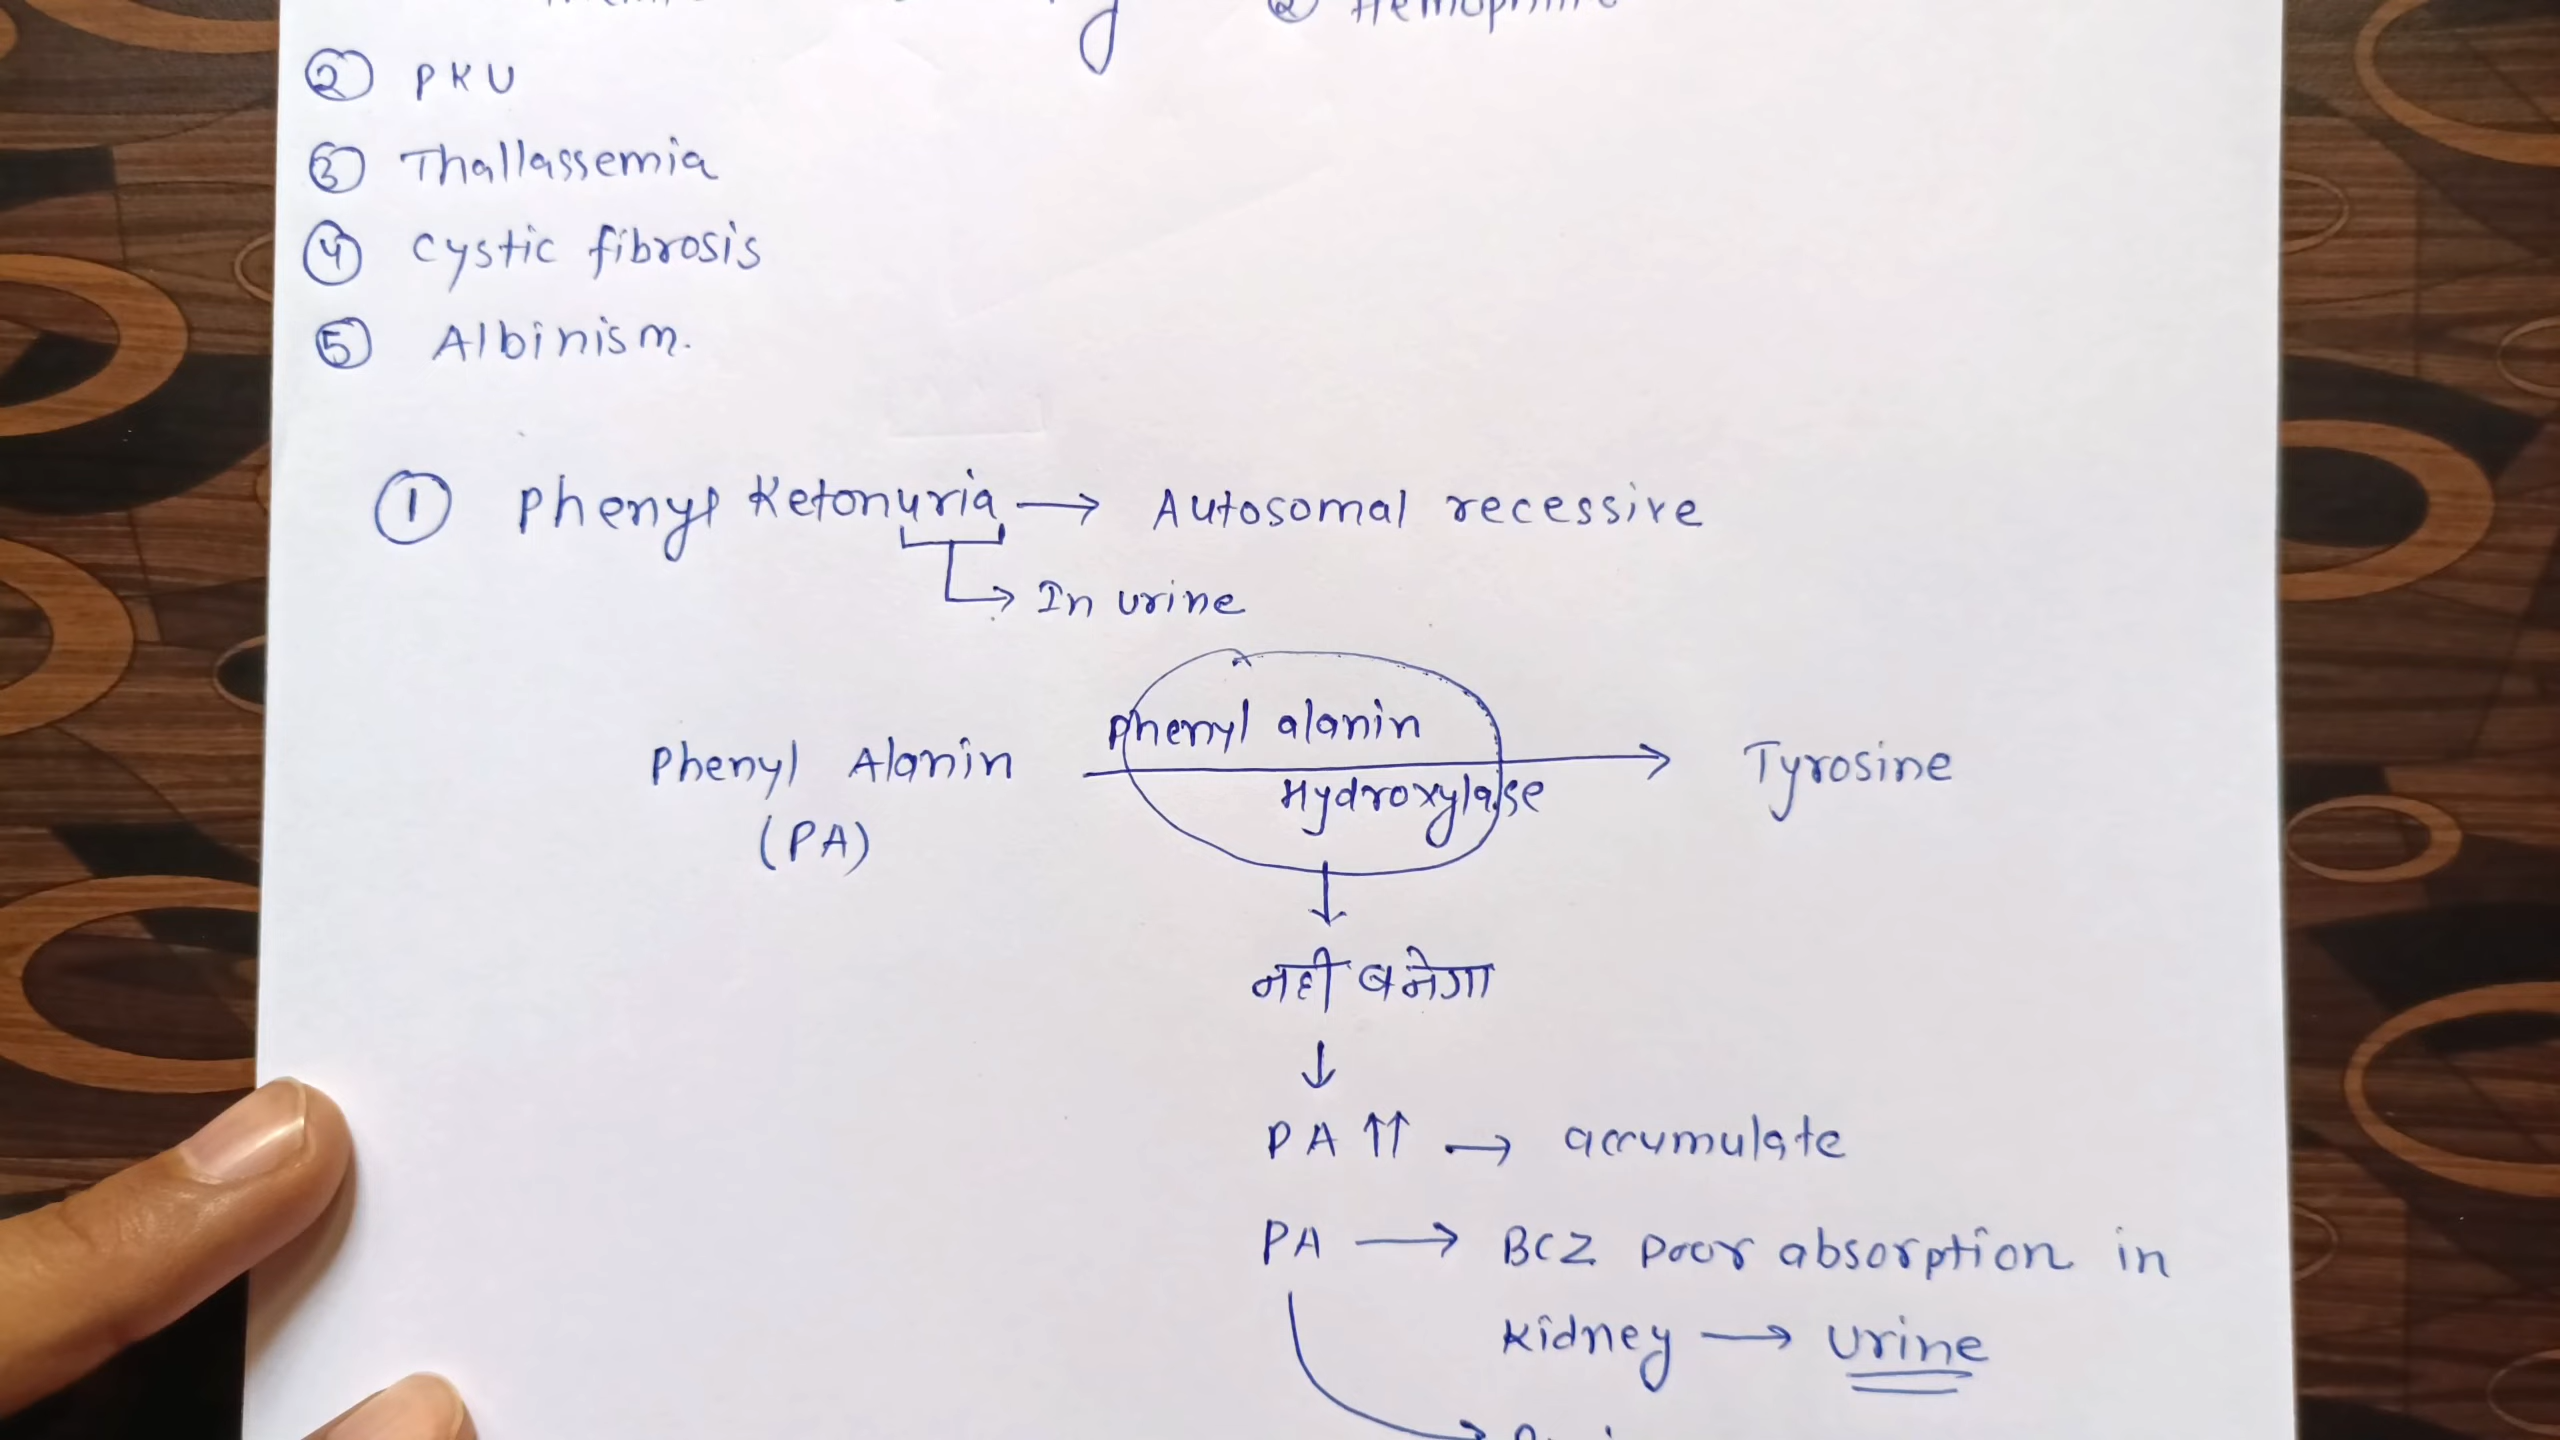 ② PKU
③ Thallassemia
④ Cystic fibrosis
⑤ Albinism.
① Phenyl Ketonuria → Autosomal recessive
→ In urine
Phenyl Alanin phenyl alanin → Tyrosine
(PA) Hydroxylase
↓
नही बनेगा
↓
PA ↑↑ → accumulate
PA → BCZ poor absorption in
Kidney → Urine